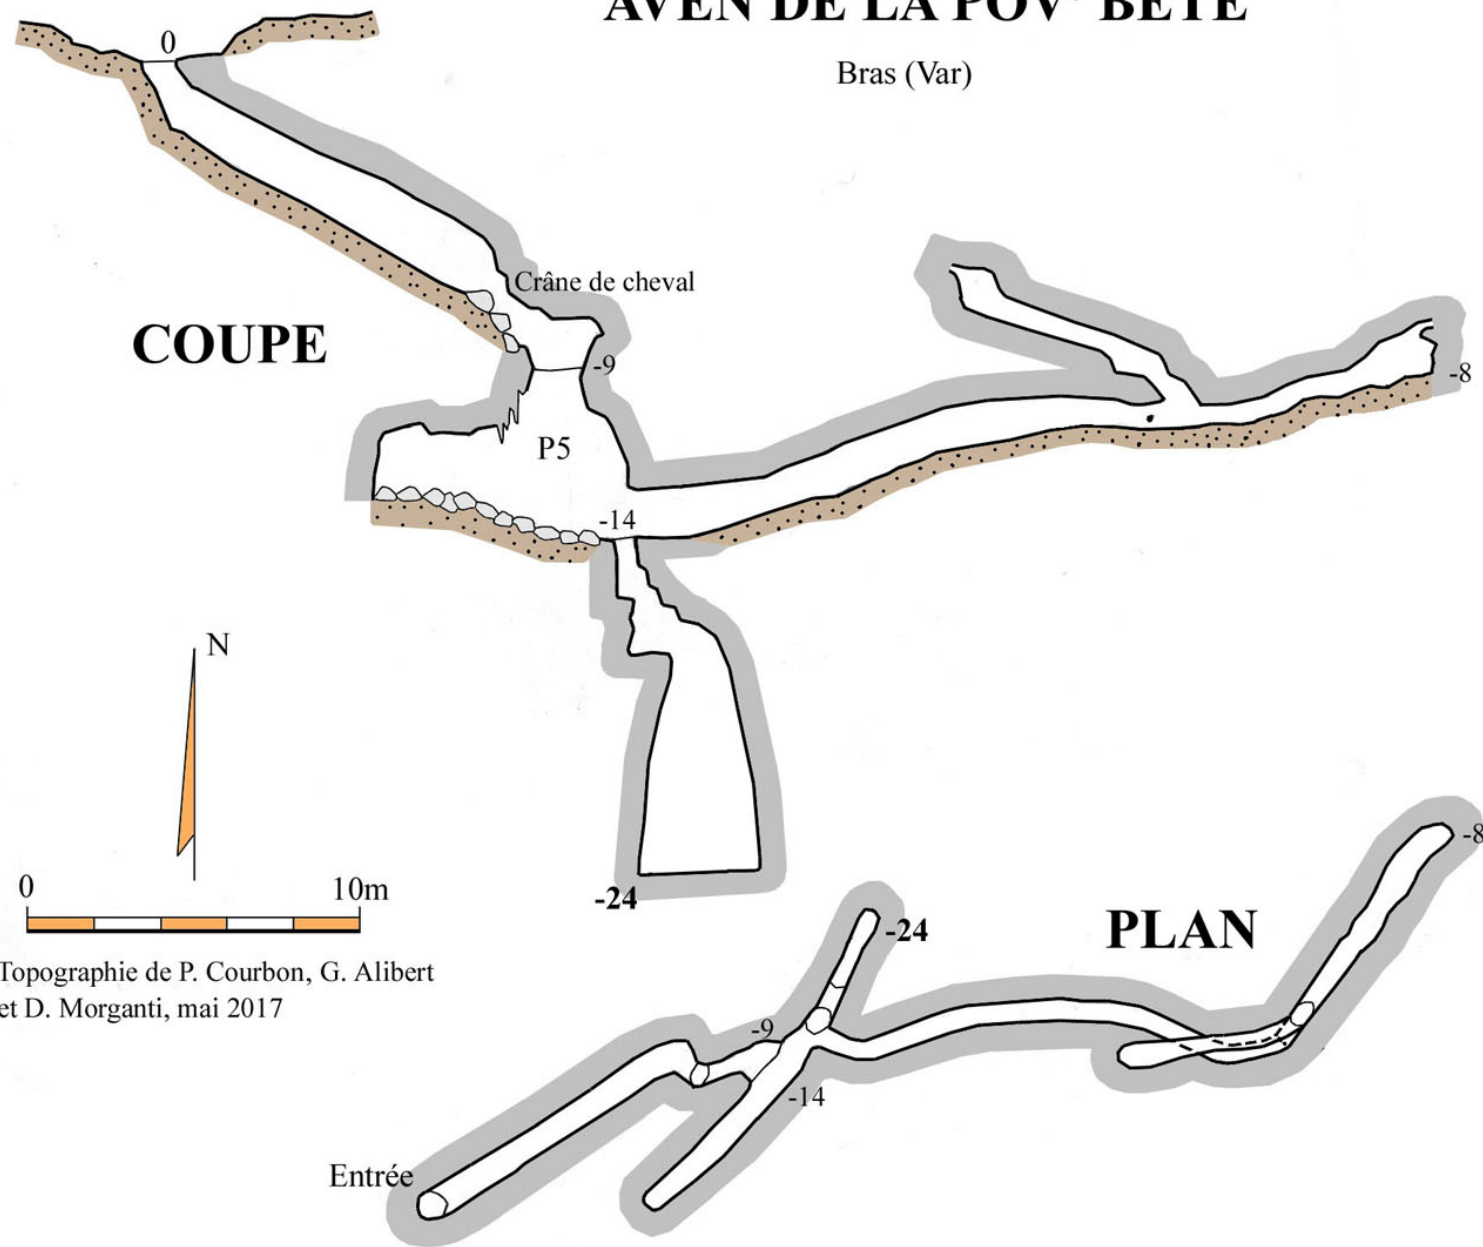 AVEN DE LA POV' BÊTE
Bras (Var)
0
Crâne de cheval
COUPE
-9
-8
P5
-14
N
0 10m
-24
Topographie de P. Courbon, G. Alibert
et D. Morganti, mai 2017
PLAN
-8
-24
-9
-14
Entrée